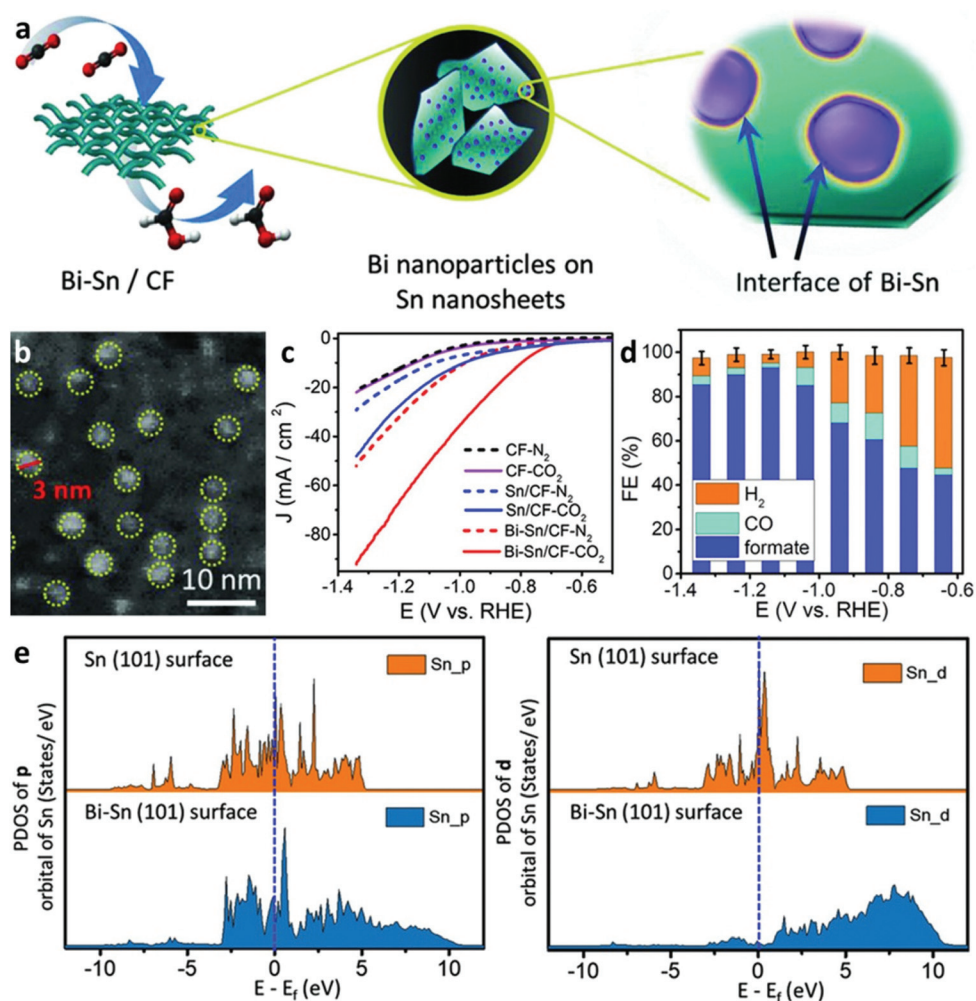 a
Bi-Sn / CF
Bi nanoparticles on
Sn nanosheets
Interface of Bi-Sn
b
3 nm
10 nm
c
J (mA / cm²)
0
-20
-40
-60
-80
CF-N₂
CF-CO₂
Sn/CF-N₂
Sn/CF-CO₂
Bi-Sn/CF-N₂
Bi-Sn/CF-CO₂
-1.4 -1.2 -1.0 -0.8 -0.6
E (V vs. RHE)
d
FE (%)
100
80
60
40
20
0
H₂
CO
formate
-1.4 -1.2 -1.0 -0.8 -0.6
E (V vs. RHE)
e
PDOS of p
orbital of Sn (States/ eV)
Sn (101) surface
Sn_p
Bi-Sn (101) surface
Sn_p
-10 -5 0 5 10
E - E_f (eV)
PDOS of d
orbital of Sn (States/ eV)
Sn (101) surface
Sn_d
Bi-Sn (101) surface
Sn_d
-10 -5 0 5 10
E - E_f (eV)